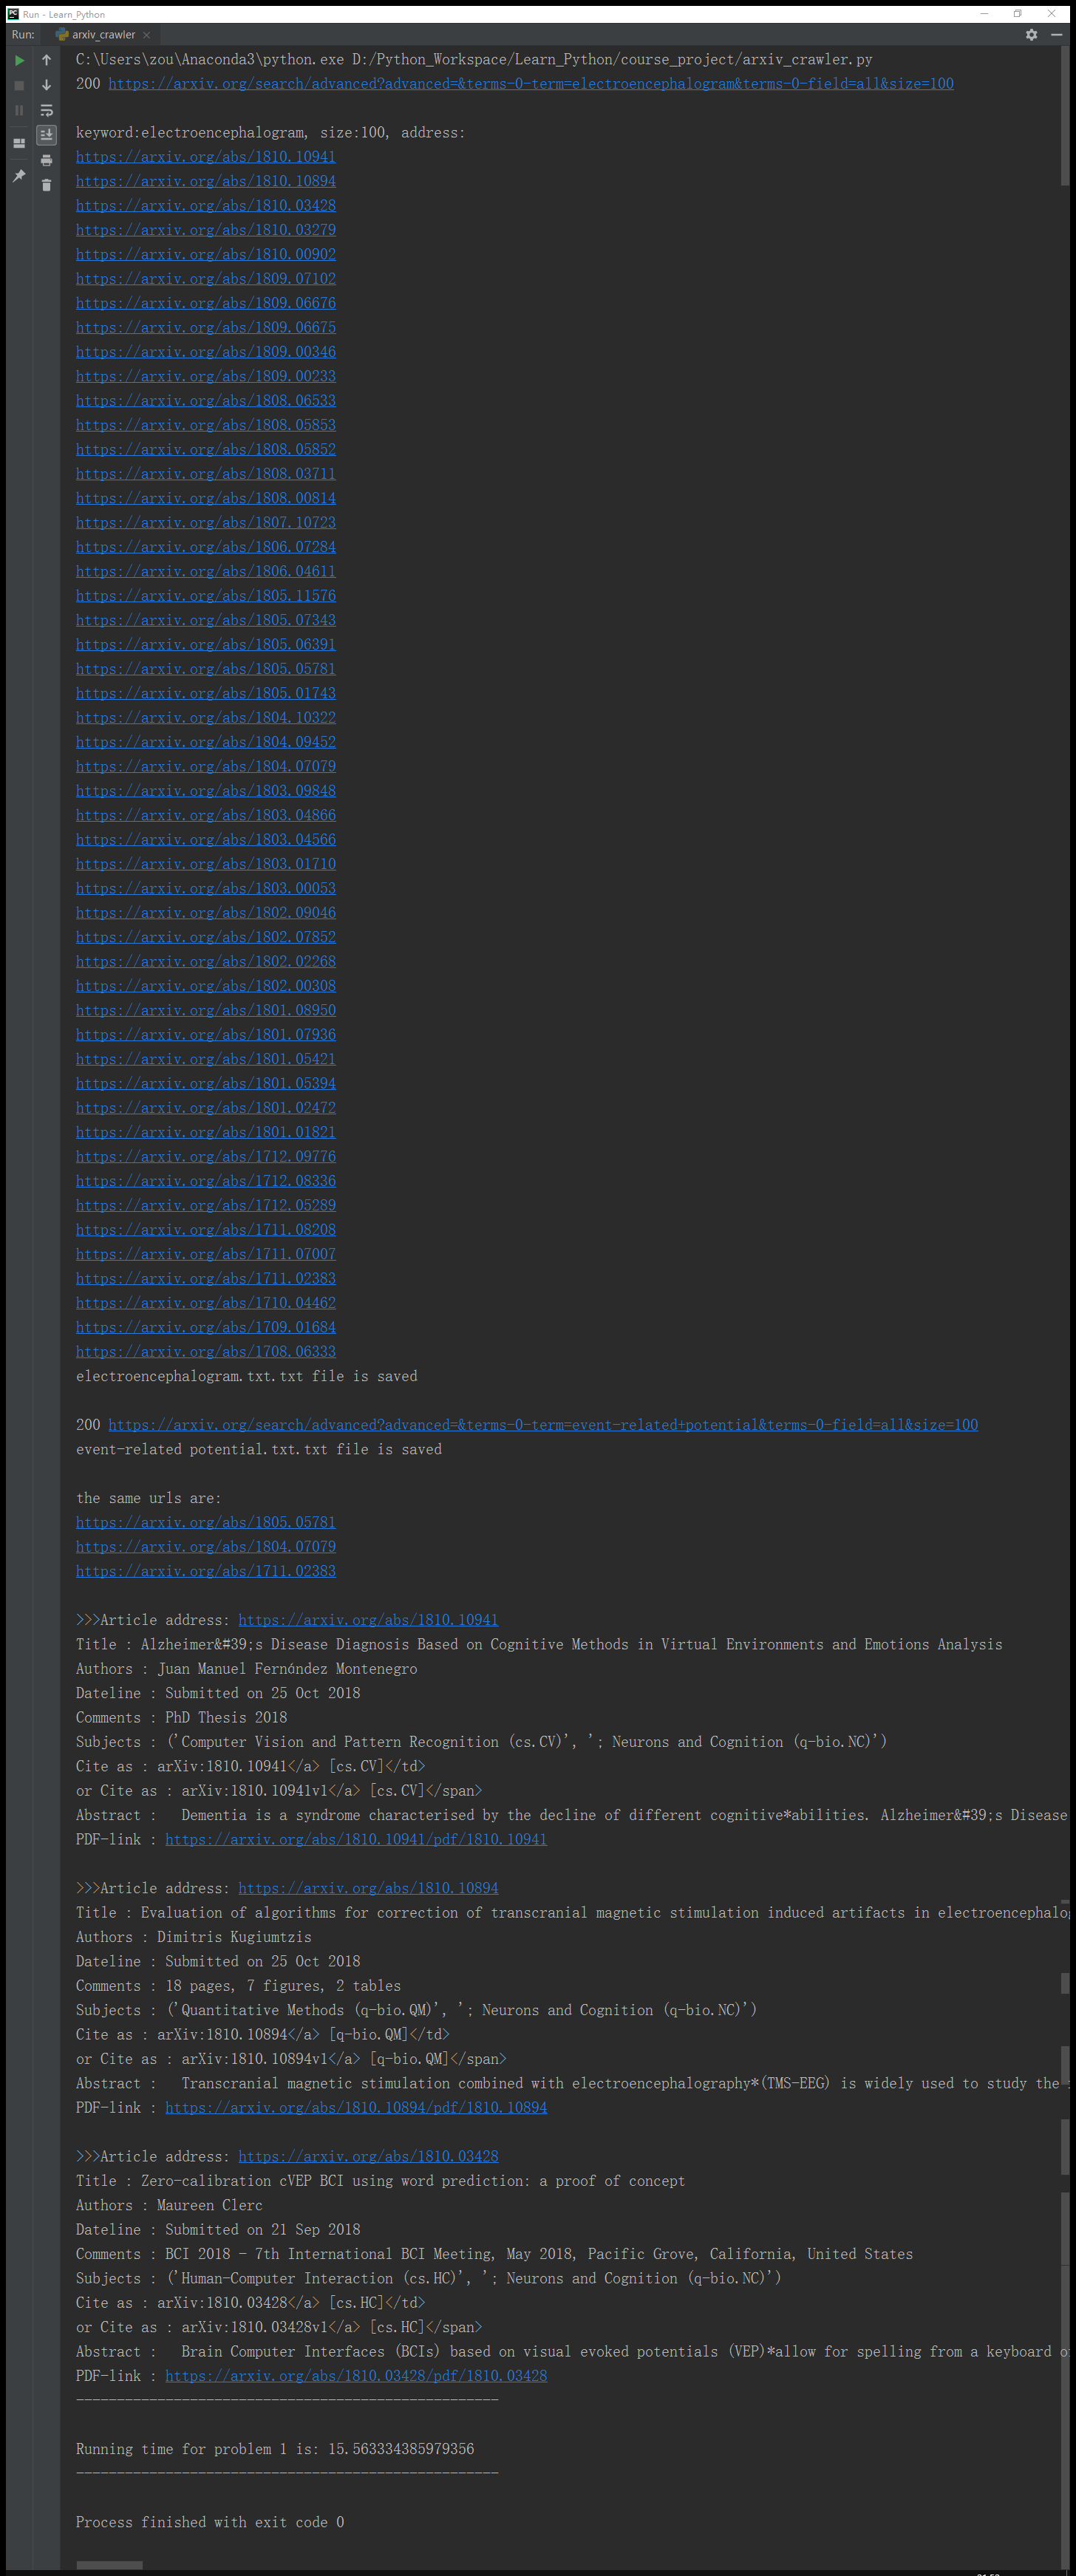 Run - Learn_Python
Run: arxiv_crawler
C:\Users\zou\Anaconda3\python.exe D:/Python_Workspace/Learn_Python/course_project/arxiv_crawler.py
200 https://arxiv.org/search/advanced?advanced=&terms-0-term=electroencephalogram&terms-0-field=all&size=100
keyword:electroencephalogram, size:100, address:
https://arxiv.org/abs/1810.10941
https://arxiv.org/abs/1810.10894
https://arxiv.org/abs/1810.03428
https://arxiv.org/abs/1810.03279
https://arxiv.org/abs/1810.00902
https://arxiv.org/abs/1809.07102
https://arxiv.org/abs/1809.06676
https://arxiv.org/abs/1809.06675
https://arxiv.org/abs/1809.00346
https://arxiv.org/abs/1809.00233
https://arxiv.org/abs/1808.06533
https://arxiv.org/abs/1808.05853
https://arxiv.org/abs/1808.05852
https://arxiv.org/abs/1808.03711
https://arxiv.org/abs/1808.00814
https://arxiv.org/abs/1807.10723
https://arxiv.org/abs/1806.07284
https://arxiv.org/abs/1806.04611
https://arxiv.org/abs/1805.11576
https://arxiv.org/abs/1805.07343
https://arxiv.org/abs/1805.06391
https://arxiv.org/abs/1805.05781
https://arxiv.org/abs/1805.01743
https://arxiv.org/abs/1804.10322
https://arxiv.org/abs/1804.09452
https://arxiv.org/abs/1804.07079
https://arxiv.org/abs/1803.09848
https://arxiv.org/abs/1803.04866
https://arxiv.org/abs/1803.04566
https://arxiv.org/abs/1803.01710
https://arxiv.org/abs/1803.00053
https://arxiv.org/abs/1802.09046
https://arxiv.org/abs/1802.07852
https://arxiv.org/abs/1802.02268
https://arxiv.org/abs/1802.00308
https://arxiv.org/abs/1801.08950
https://arxiv.org/abs/1801.07936
https://arxiv.org/abs/1801.05421
https://arxiv.org/abs/1801.05394
https://arxiv.org/abs/1801.02472
https://arxiv.org/abs/1801.01821
https://arxiv.org/abs/1712.09776
https://arxiv.org/abs/1712.08336
https://arxiv.org/abs/1712.05289
https://arxiv.org/abs/1711.08208
https://arxiv.org/abs/1711.07007
https://arxiv.org/abs/1711.02383
https://arxiv.org/abs/1710.04462
https://arxiv.org/abs/1709.01684
https://arxiv.org/abs/1708.06333
electroencephalogram.txt.txt file is saved
200 https://arxiv.org/search/advanced?advanced=&terms-0-term=event-related+potential&terms-0-field=all&size=100
event-related potential.txt.txt file is saved
the same urls are:
https://arxiv.org/abs/1805.05781
https://arxiv.org/abs/1804.07079
https://arxiv.org/abs/1711.02383
>>>Article address: https://arxiv.org/abs/1810.10941
Title : Alzheimer&#39;s Disease Diagnosis Based on Cognitive Methods in Virtual Environments and Emotions Analysis
Authors : Juan Manuel Fernández Montenegro
Dateline : Submitted on 25 Oct 2018
Comments : PhD Thesis 2018
Subjects : ('Computer Vision and Pattern Recognition (cs.CV)', '; Neurons and Cognition (q-bio.NC)')
Cite as : arXiv:1810.10941</a> [cs.CV]</td>
or Cite as : arXiv:1810.10941v1</a> [cs.CV]</span>
Abstract :   Dementia is a syndrome characterised by the decline of different cognitive*abilities. Alzheimer&#39;s Disease
PDF-link : https://arxiv.org/abs/1810.10941/pdf/1810.10941
>>>Article address: https://arxiv.org/abs/1810.10894
Title : Evaluation of algorithms for correction of transcranial magnetic stimulation induced artifacts in electroencephalog
Authors : Dimitris Kugiumtzis
Dateline : Submitted on 25 Oct 2018
Comments : 18 pages, 7 figures, 2 tables
Subjects : ('Quantitative Methods (q-bio.QM)', '; Neurons and Cognition (q-bio.NC)')
Cite as : arXiv:1810.10894</a> [q-bio.QM]</td>
or Cite as : arXiv:1810.10894v1</a> [q-bio.QM]</span>
Abstract :   Transcranial magnetic stimulation combined with electroencephalography*(TMS-EEG) is widely used to study the
PDF-link : https://arxiv.org/abs/1810.10894/pdf/1810.10894
>>>Article address: https://arxiv.org/abs/1810.03428
Title : Zero-calibration cVEP BCI using word prediction: a proof of concept
Authors : Maureen Clerc
Dateline : Submitted on 21 Sep 2018
Comments : BCI 2018 - 7th International BCI Meeting, May 2018, Pacific Grove, California, United States
Subjects : ('Human-Computer Interaction (cs.HC)', '; Neurons and Cognition (q-bio.NC)')
Cite as : arXiv:1810.03428</a> [cs.HC]</td>
or Cite as : arXiv:1810.03428v1</a> [cs.HC]</span>
Abstract :   Brain Computer Interfaces (BCIs) based on visual evoked potentials (VEP)*allow for spelling from a keyboard
PDF-link : https://arxiv.org/abs/1810.03428/pdf/1810.03428
----------------------------------------------------
Running time for problem 1 is: 15.563334385979356
----------------------------------------------------
Process finished with exit code 0